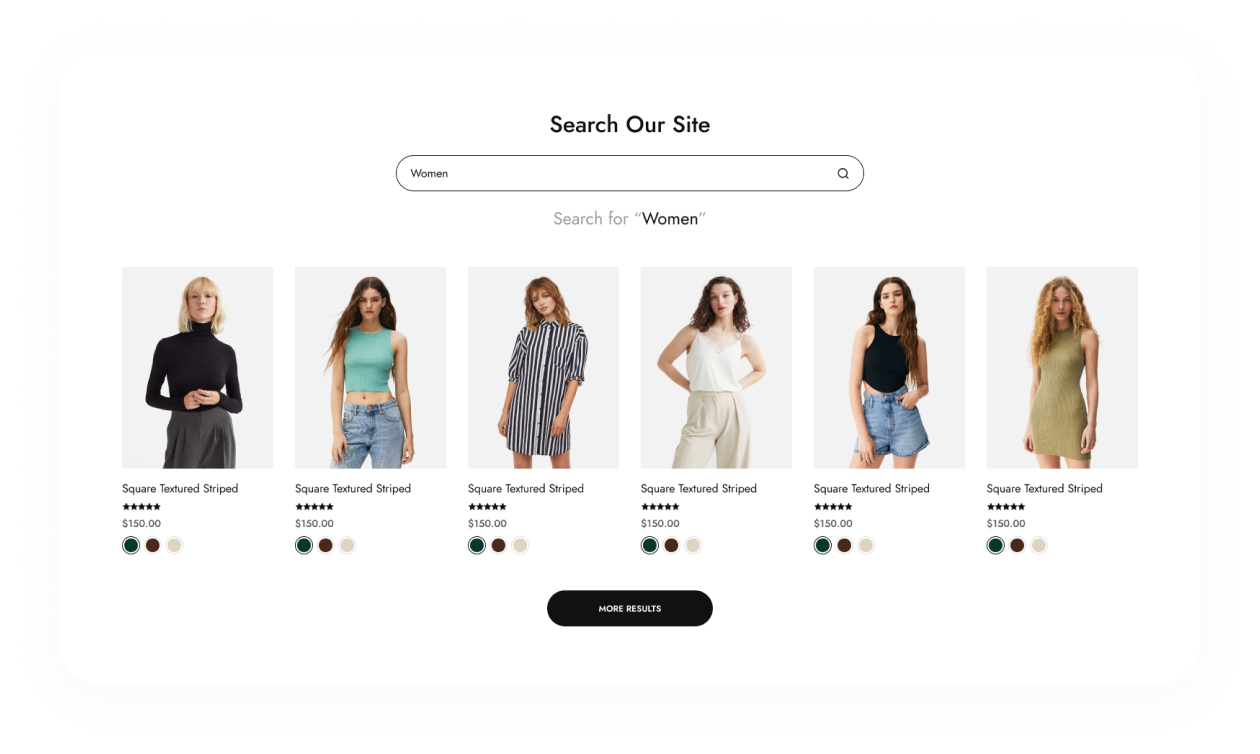 Search Our Site
Women
Search for “Women”
Square Textured Striped
$150.00
Square Textured Striped
$150.00
Square Textured Striped
$150.00
Square Textured Striped
$150.00
Square Textured Striped
$150.00
Square Textured Striped
$150.00
MORE RESULTS